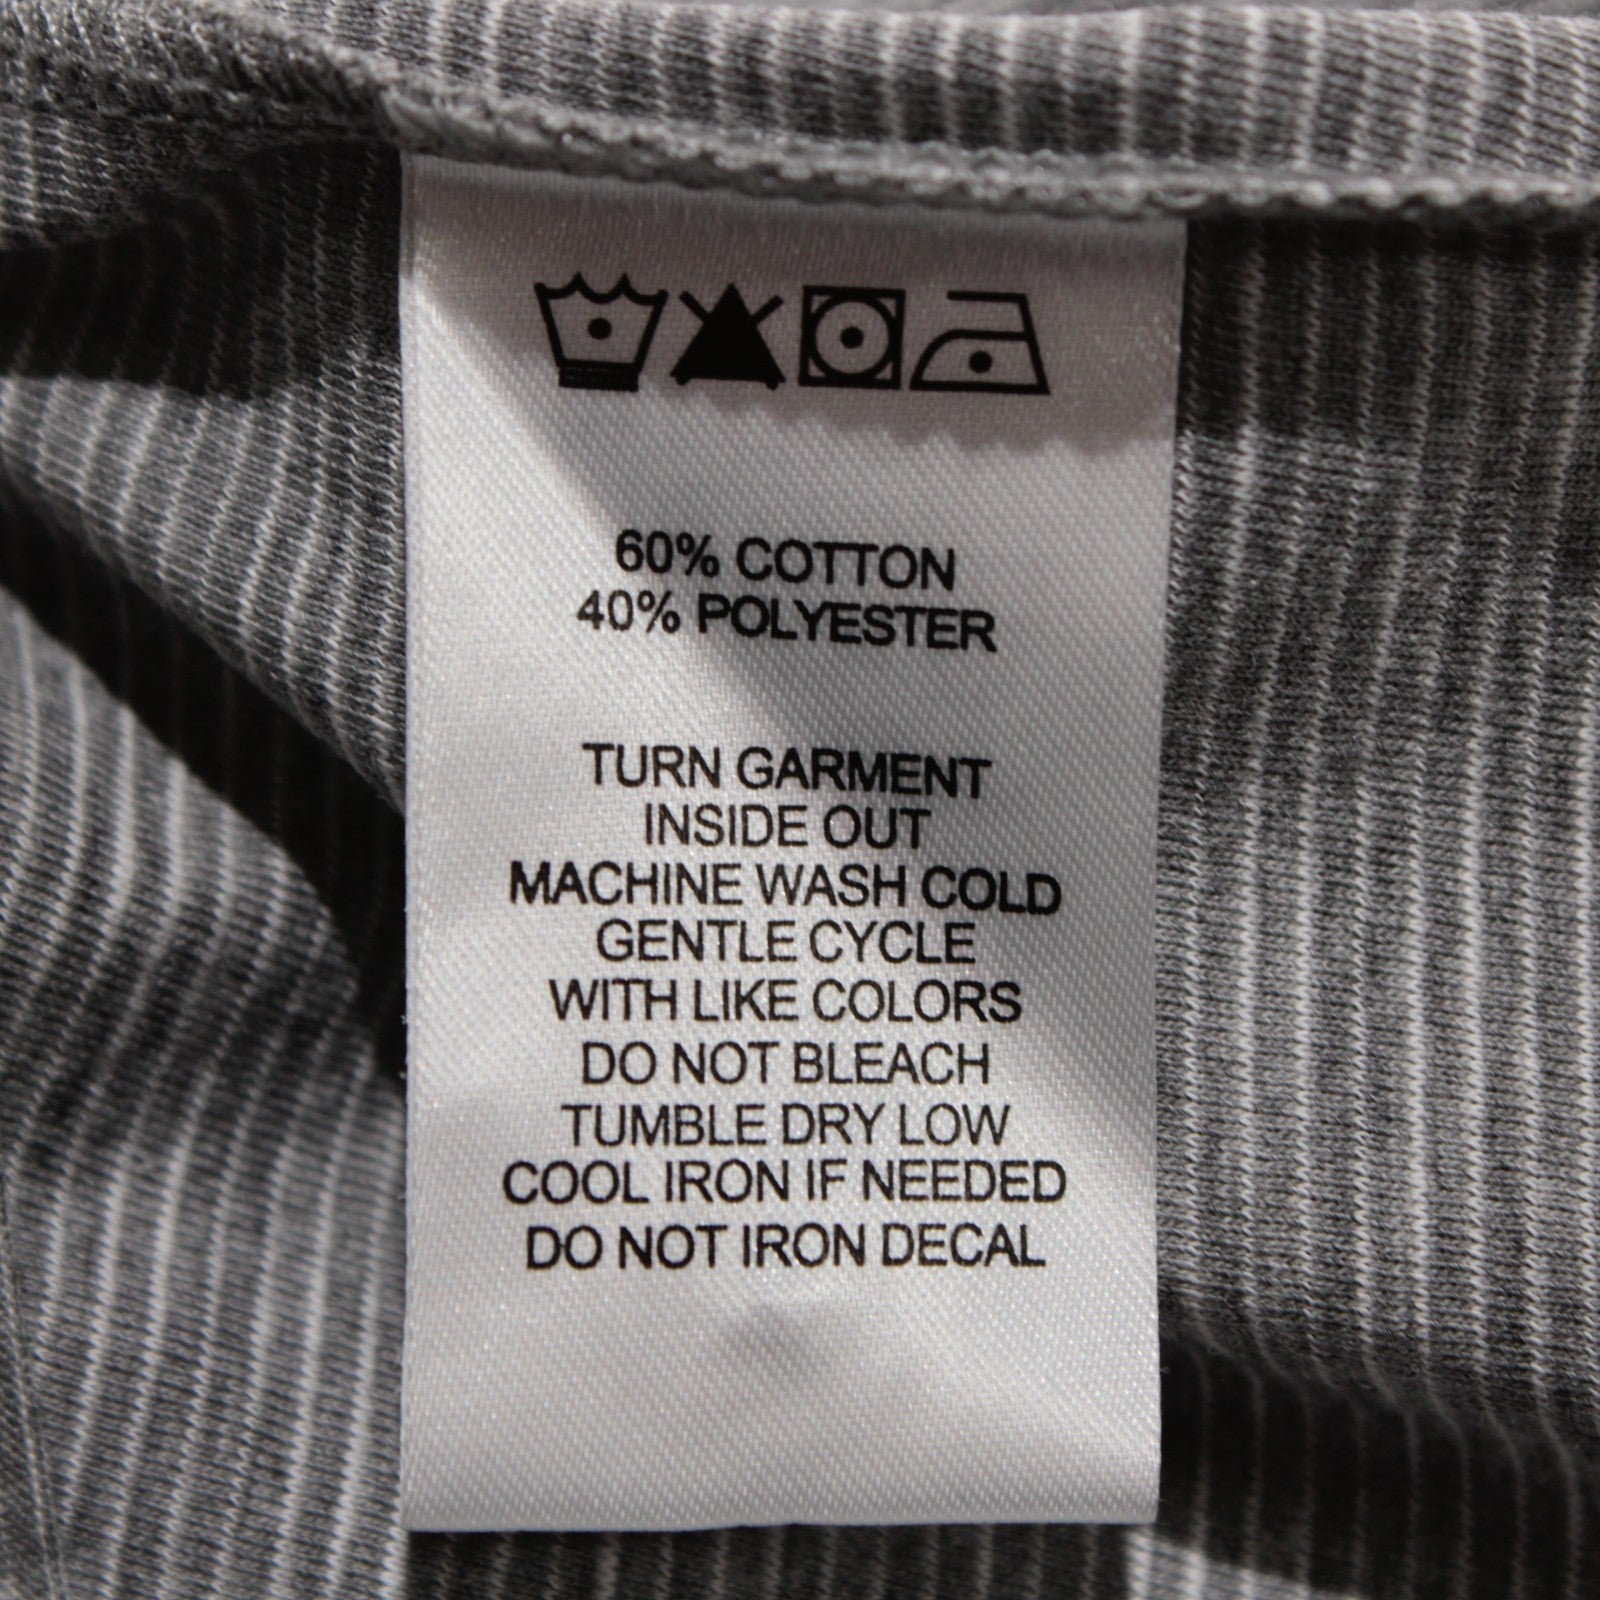 60% COTTON
40% POLYESTER
TURN GARMENT
INSIDE OUT
MACHINE WASH COLD
GENTLE CYCLE
WITH LIKE COLORS
DO NOT BLEACH
TUMBLE DRY LOW
COOL IRON IF NEEDED
DO NOT IRON DECAL